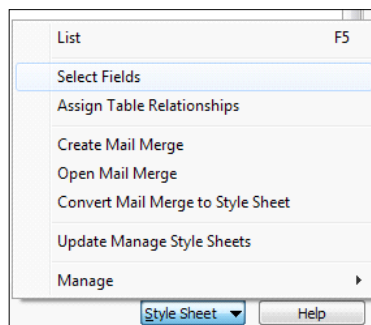 List F5
Select Fields
Assign Table Relationships
Create Mail Merge
Open Mail Merge
Convert Mail Merge to Style Sheet
Update Manage Style Sheets
Manage
Style Sheet Help